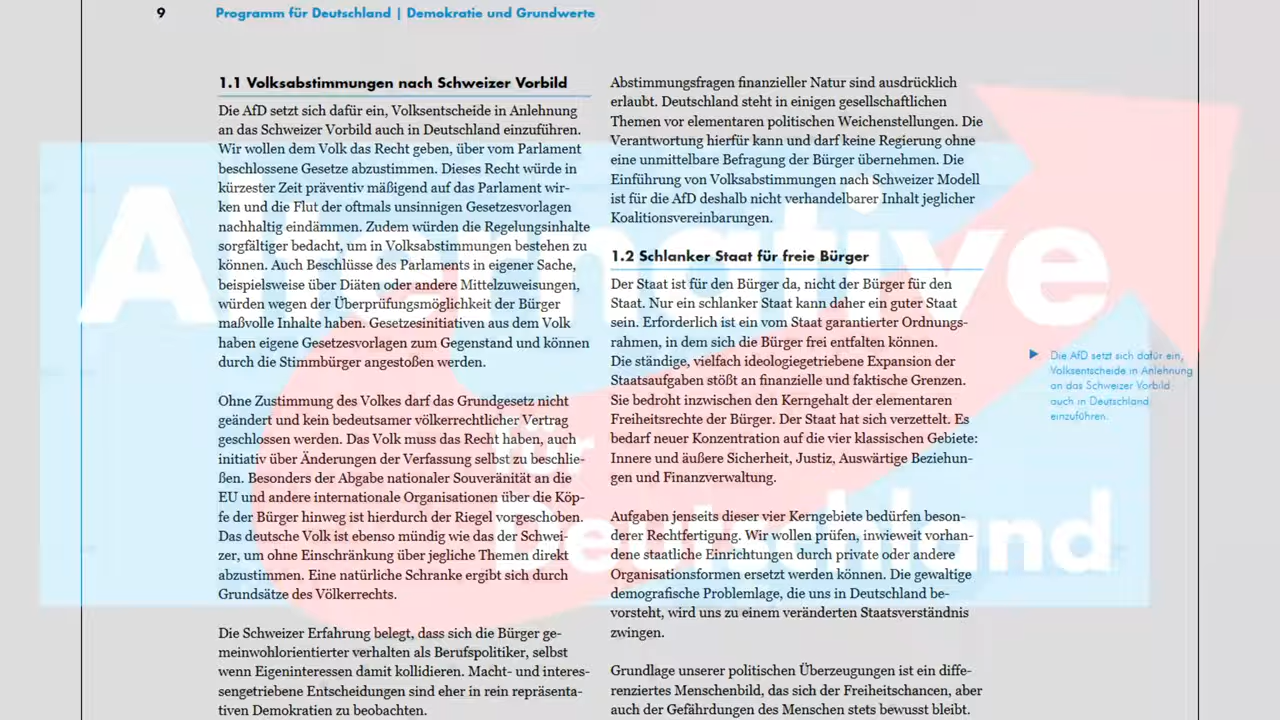 9 Programm für Deutschland | Demokratie und Grundwerte
1.1 Volksabstimmungen nach Schweizer Vorbild
Die AfD setzt sich dafür ein, Volksentscheide in Anlehnung
an das Schweizer Vorbild auch in Deutschland einzuführen.
Wir wollen dem Volk das Recht geben, über vom Parlament
beschlossene Gesetze abzustimmen. Dieses Recht würde in
kürzester Zeit präventiv mäßigend auf das Parlament wir-
ken und die Flut der oftmals unsinnigen Gesetzesvorlagen
nachhaltig eindämmen. Zudem würden die Regelungsinhalte
sorgfältiger bedacht, um in Volksabstimmungen bestehen zu
können. Auch Beschlüsse des Parlaments in eigener Sache,
beispielsweise über Diäten oder andere Mittelzuweisungen,
würden wegen der Überprüfungsmöglichkeit der Bürger
maßvolle Inhalte haben. Gesetzesinitiativen aus dem Volk
haben eigene Gesetzesvorlagen zum Gegenstand und können
durch die Stimmbürger angestoßen werden.
Ohne Zustimmung des Volkes darf das Grundgesetz nicht
geändert und kein bedeutsamer völkerrechtlicher Vertrag
geschlossen werden. Das Volk muss das Recht haben, auch
initiativ über Änderungen der Verfassung selbst zu beschlie-
ßen. Besonders der Abgabe nationaler Souveränität an die
EU und andere internationale Organisationen über die Köp-
fe der Bürger hinweg ist hierdurch der Riegel vorgeschoben.
Das deutsche Volk ist ebenso mündig wie das der Schwei-
zer, um ohne Einschränkung über jegliche Themen direkt
abzustimmen. Eine natürliche Schranke ergibt sich durch
Grundsätze des Völkerrechts.
Die Schweizer Erfahrung belegt, dass sich die Bürger ge-
meinwohlorientierter verhalten als Berufspolitiker, selbst
wenn Eigeninteressen damit kollidieren. Macht- und interes-
sengetriebene Entscheidungen sind eher in rein repräsenta-
tiven Demokratien zu beobachten.
Abstimmungsfragen finanzieller Natur sind ausdrücklich
erlaubt. Deutschland steht in einigen gesellschaftlichen
Themen vor elementaren politischen Weichenstellungen. Die
Verantwortung hierfür kann und darf keine Regierung ohne
eine unmittelbare Befragung der Bürger übernehmen. Die
Einführung von Volksabstimmungen nach Schweizer Modell
ist für die AfD deshalb nicht verhandelbarer Inhalt jeglicher
Koalitionsvereinbarungen.
1.2 Schlanker Staat für freie Bürger
Der Staat ist für den Bürger da, nicht der Bürger für den
Staat. Nur ein schlanker Staat kann daher ein guter Staat
sein. Erforderlich ist ein vom Staat garantierter Ordnungs-
rahmen, in dem sich die Bürger frei entfalten können.
Die ständige, vielfach ideologiegetriebene Expansion der
Staatsaufgaben stößt an finanzielle und faktische Grenzen.
Sie bedroht inzwischen den Kerngehalt der elementaren
Freiheitsrechte der Bürger. Der Staat hat sich verzettelt. Es
bedarf neuer Konzentration auf die vier klassischen Gebiete:
Innere und äußere Sicherheit, Justiz, Auswärtige Beziehun-
gen und Finanzverwaltung.
Aufgaben jenseits dieser vier Kerngebiete bedürfen beson-
derer Rechtfertigung. Wir wollen prüfen, inwieweit vorhan-
dene staatliche Einrichtungen durch private oder andere
Organisationsformen ersetzt werden können. Die gewaltige
demografische Problemlage, die uns in Deutschland be-
vorsteht, wird uns zu einem veränderten Staatsverständnis
zwingen.
Grundlage unserer politischen Überzeugungen ist ein diffe-
renziertes Menschenbild, das sich der Freiheitschancen, aber
auch der Gefährdungen des Menschen stets bewusst bleibt.
Die AfD setzt sich dafür ein,
Volksentscheide in Anlehnung
an das Schweizer Vorbild
auch in Deutschland
einzuführen.
Alternative
für
Deutschland